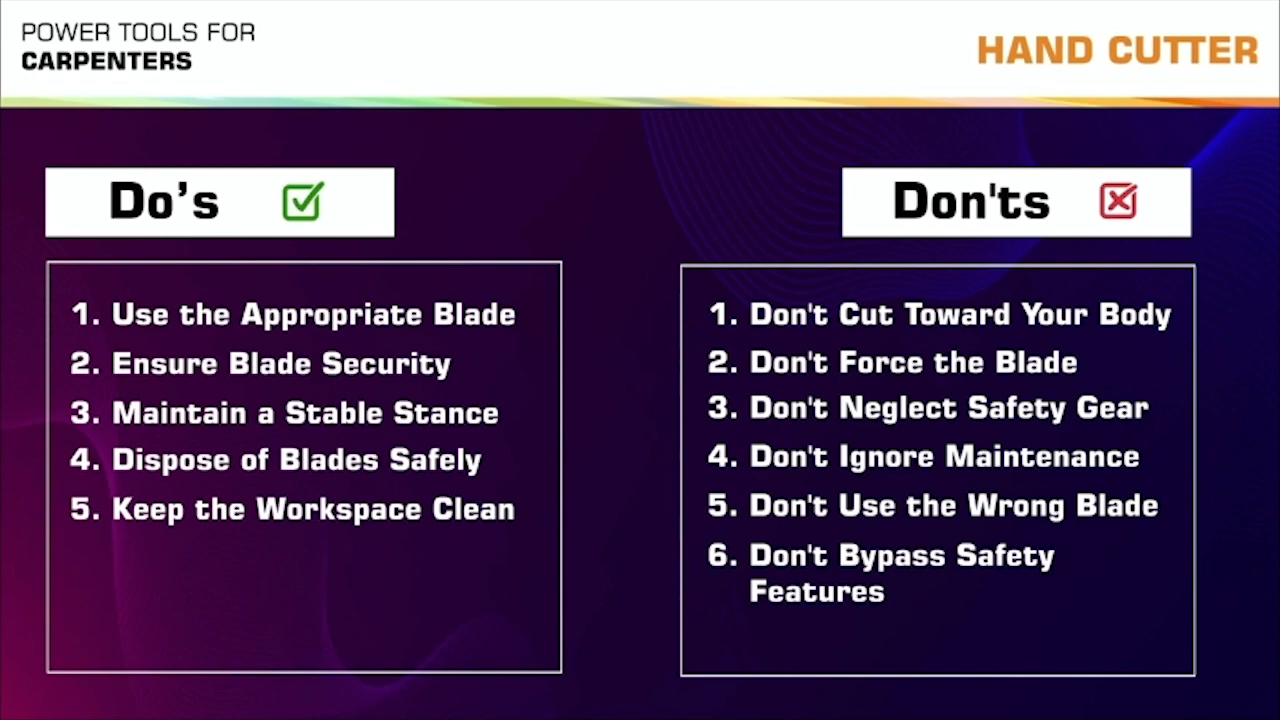 POWER TOOLS FOR
CARPENTERS
HAND CUTTER
Do’s
1. Use the Appropriate Blade
2. Ensure Blade Security
3. Maintain a Stable Stance
4. Dispose of Blades Safely
5. Keep the Workspace Clean
Don'ts
1. Don't Cut Toward Your Body
2. Don't Force the Blade
3. Don't Neglect Safety Gear
4. Don't Ignore Maintenance
5. Don't Use the Wrong Blade
6. Don't Bypass Safety
Features